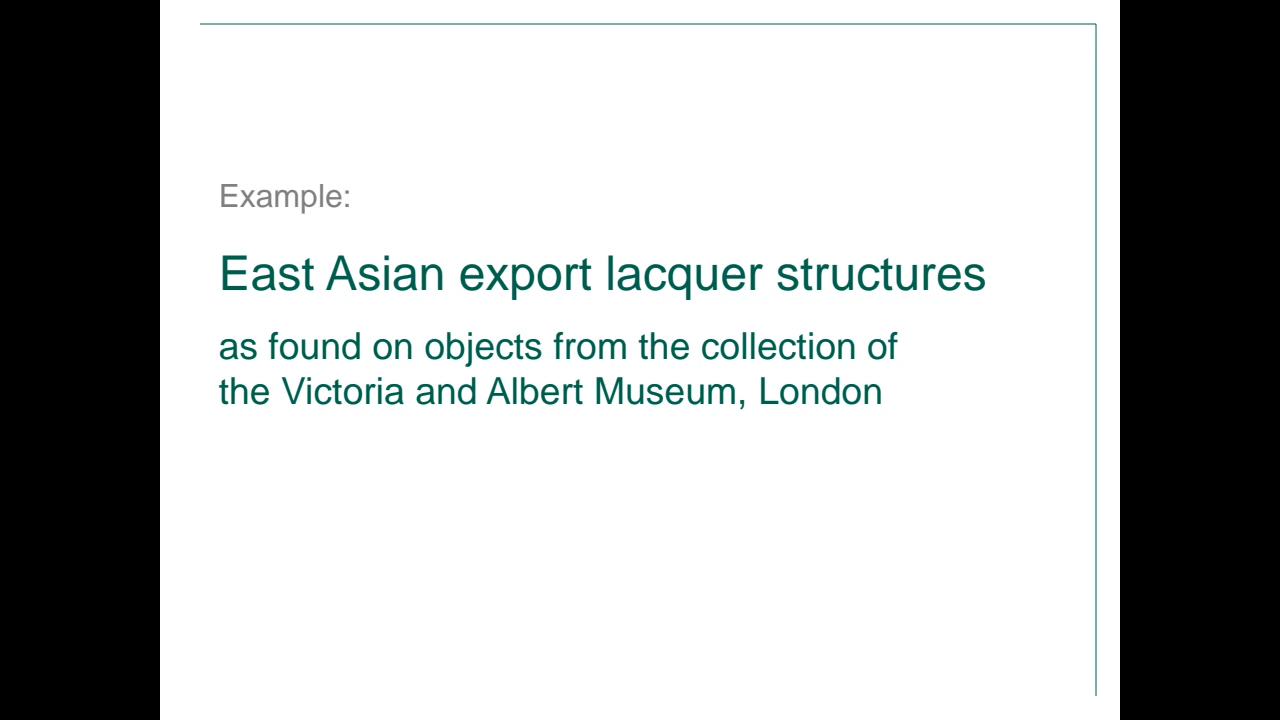 Example:
East Asian export lacquer structures
as found on objects from the collection of
the Victoria and Albert Museum, London